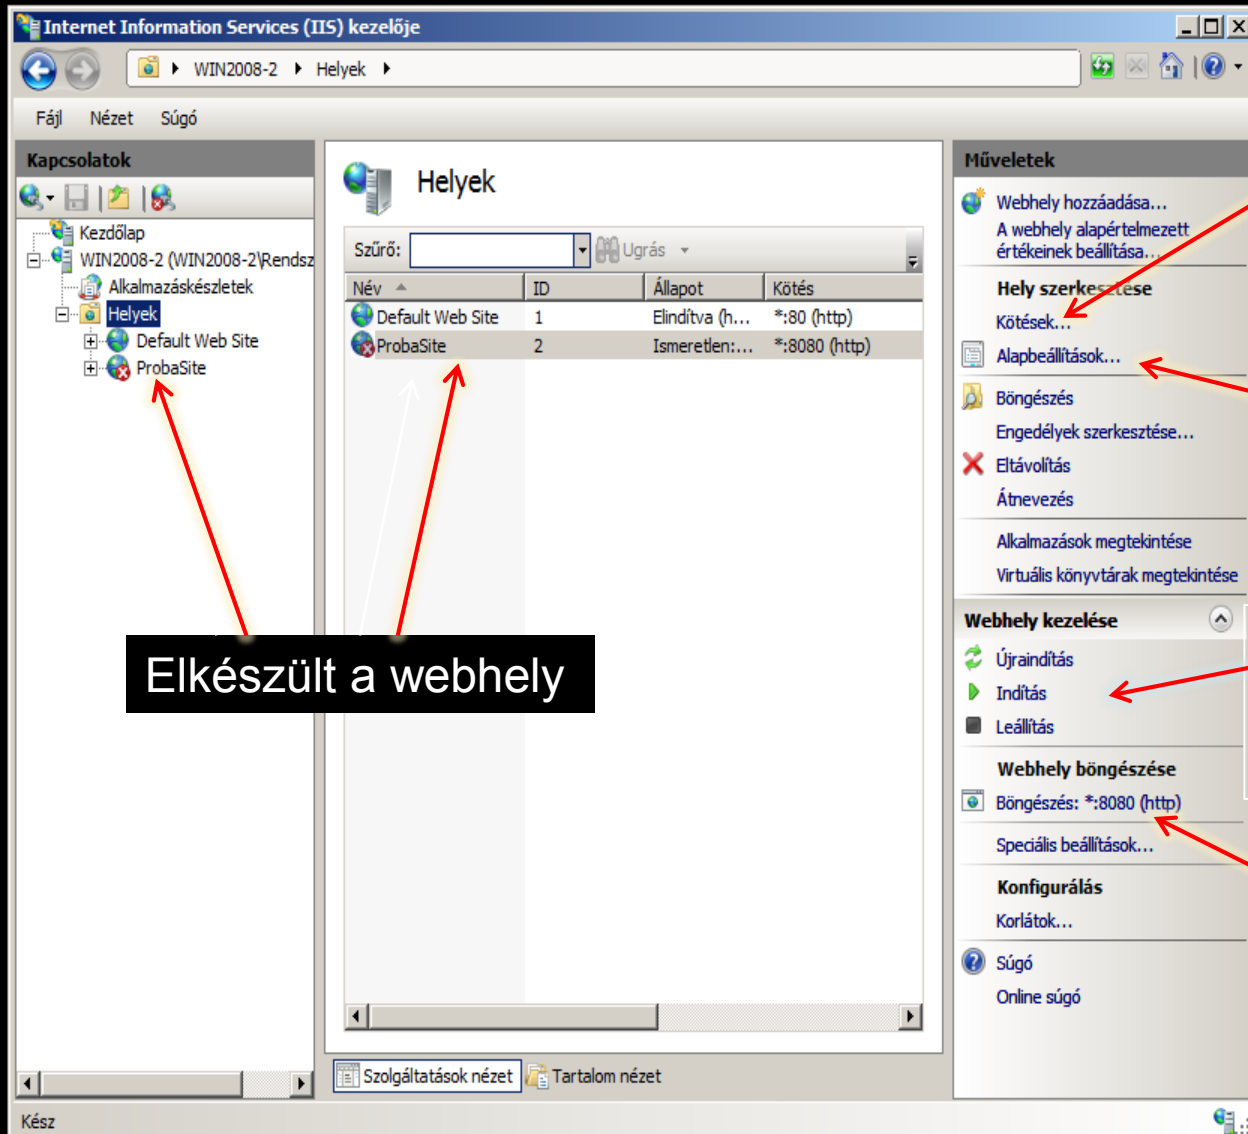 Internet Information Services (IIS) kezelője
WIN2008-2 Helyek
Fájl Nézet Súgó
Kapcsolatok
Kezdőlap
WIN2008-2 (WIN2008-2\Rendsz
Alkalmazáskészletek
Helyek
Default Web Site
ProbaSite
Helyek
Szűrő: Ugrás
Név ID Állapot Kötés
Default Web Site 1 Elindítva (h... *:80 (http)
ProbaSite 2 Ismeretlen:... *:8080 (http)
Elkészült a webhely
Szolgáltatások nézet Tartalom nézet
Műveletek
Webhely hozzáadása...
A webhely alapértelmezett
értékeinek beállítása...
Hely szerkesztése
Kötések...
Alapbeállítások...
Böngészés
Engedélyek szerkesztése...
Eltávolítás
Átnevezés
Alkalmazások megtekintése
Virtuális könyvtárak megtekintése
Webhely kezelése
Újraindítás
Indítás
Leállítás
Webhely böngészése
Böngészés: *:8080 (http)
Speciális beállítások...
Konfigurálás
Korlátok...
Súgó
Online súgó
Kész